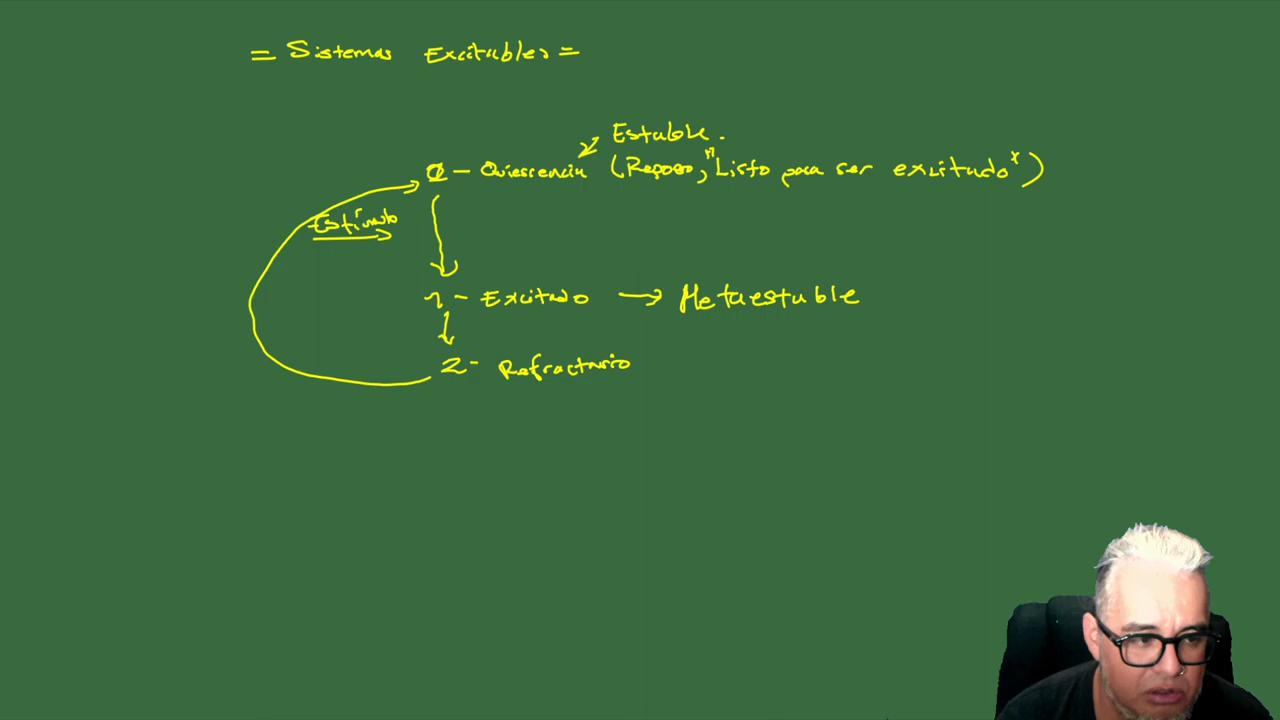 = Sistemas Excitables =
Estable.
0 - Quiescencia (Reposo, "Listo para ser excitado")
Estímulo
1 - Excitado → Metaestable
2 - Refractario